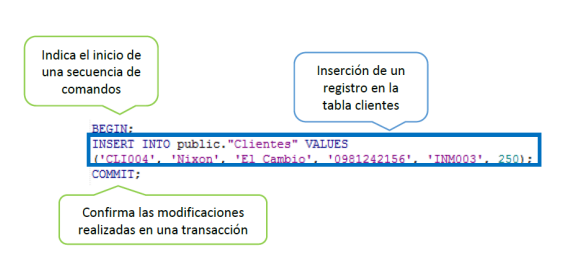 Indica el inicio de
una secuencia de
comandos
Inserción de un
registro en la
tabla clientes
BEGIN;
INSERT INTO public."Clientes" VALUES
('CLI004', 'Nixon', 'El Cambio', '0981242156', 'INM003', 250);
COMMIT;
Confirma las modificaciones
realizadas en una transacción